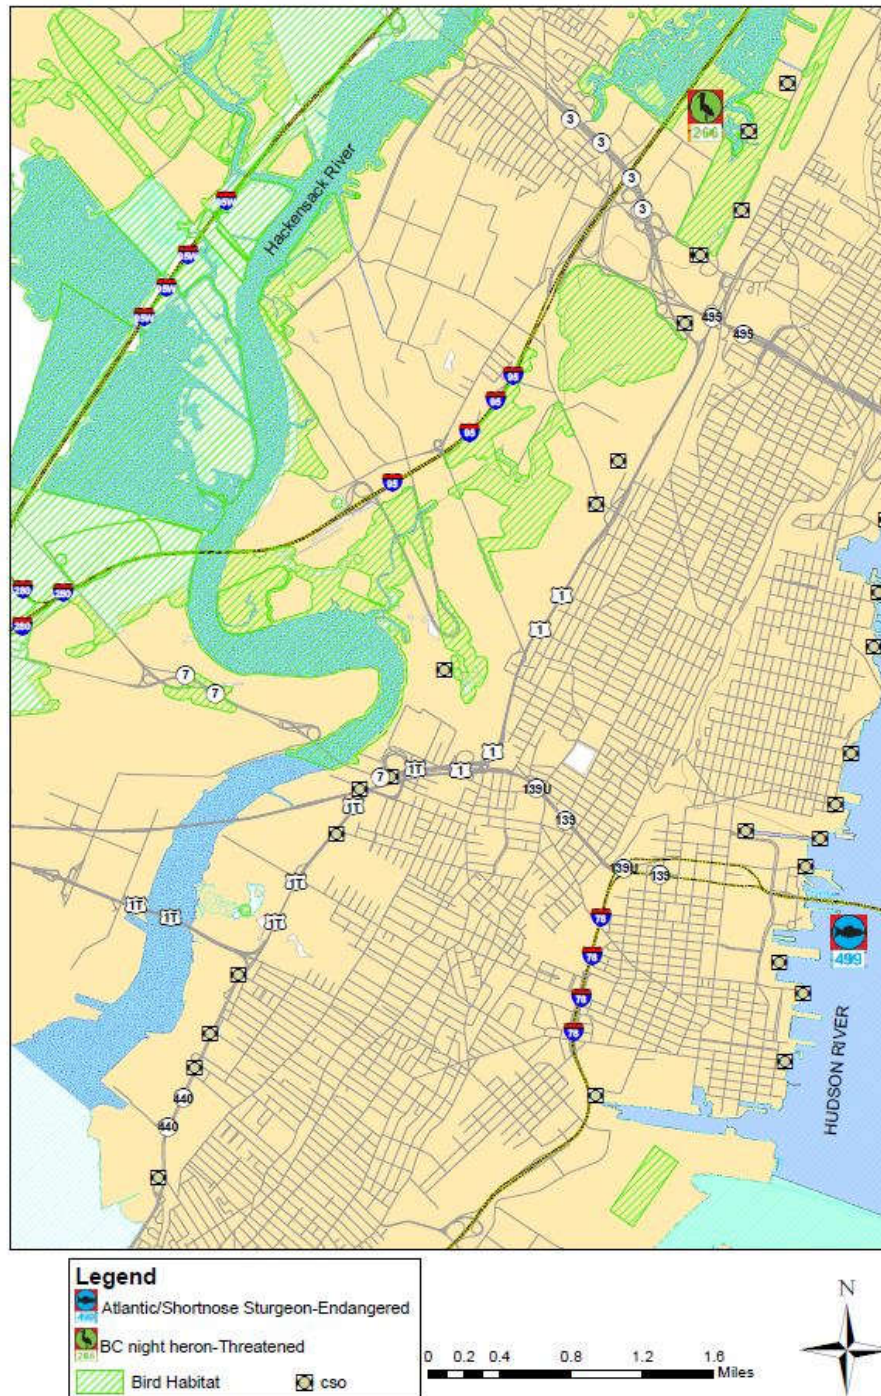 3
266
3
3
3
95W
Hackensack River
95W
95W
95W
495
495
95
95
95
95
280
280
280
1
1
7
7
1
1T
1
7
1T
139U
139
1T
139U
139
1T
1T
1T
78
78
78
78
499
HUDSON RIVER
440
440
Legend
499
Atlantic/Shortnose Sturgeon-Endangered
266
BC night heron-Threatened
Bird Habitat
cso
0 0.2 0.4 0.8 1.2 1.6
Miles
N